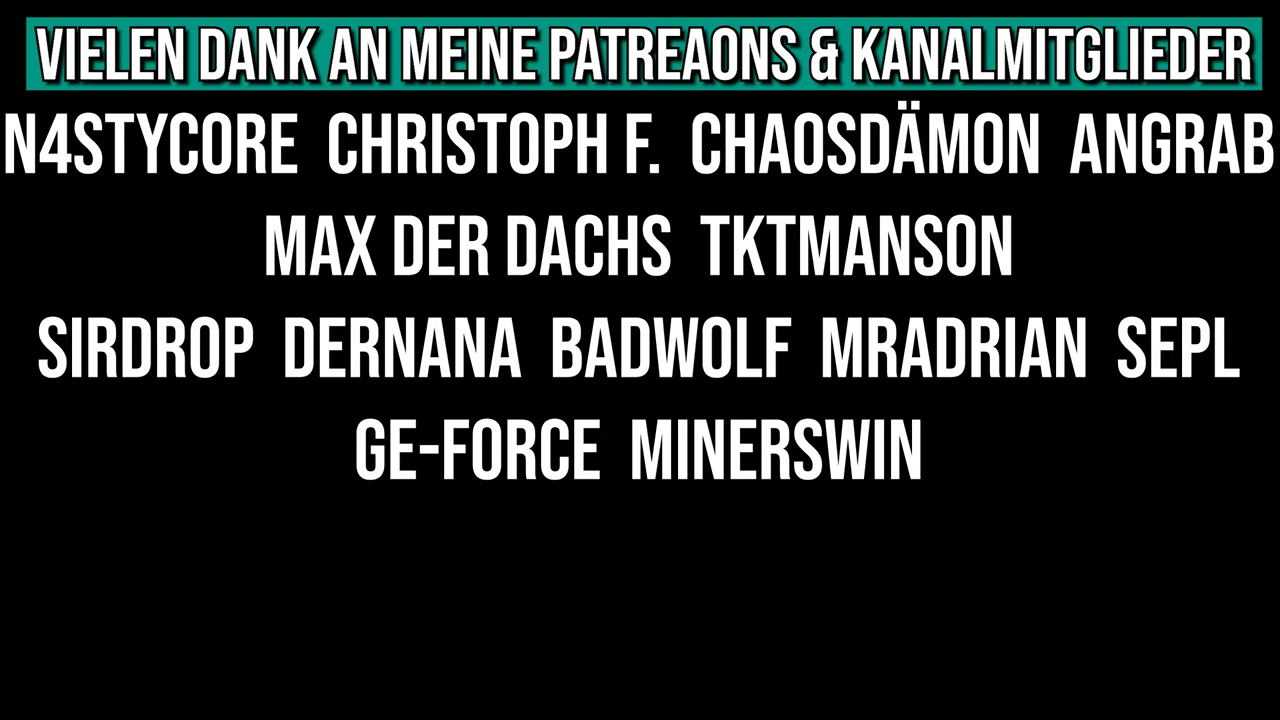 VIELEN DANK AN MEINE PATREAONS & KANALMITGLIEDER
N4STYCORE CHRISTOPH F. CHAOSDÄMON ANGRAB
MAX DER DACHS TKTMANSON
SIRDROP DERNANA BADWOLF MRADRIAN SEPL
GE-FORCE MINERSWIN